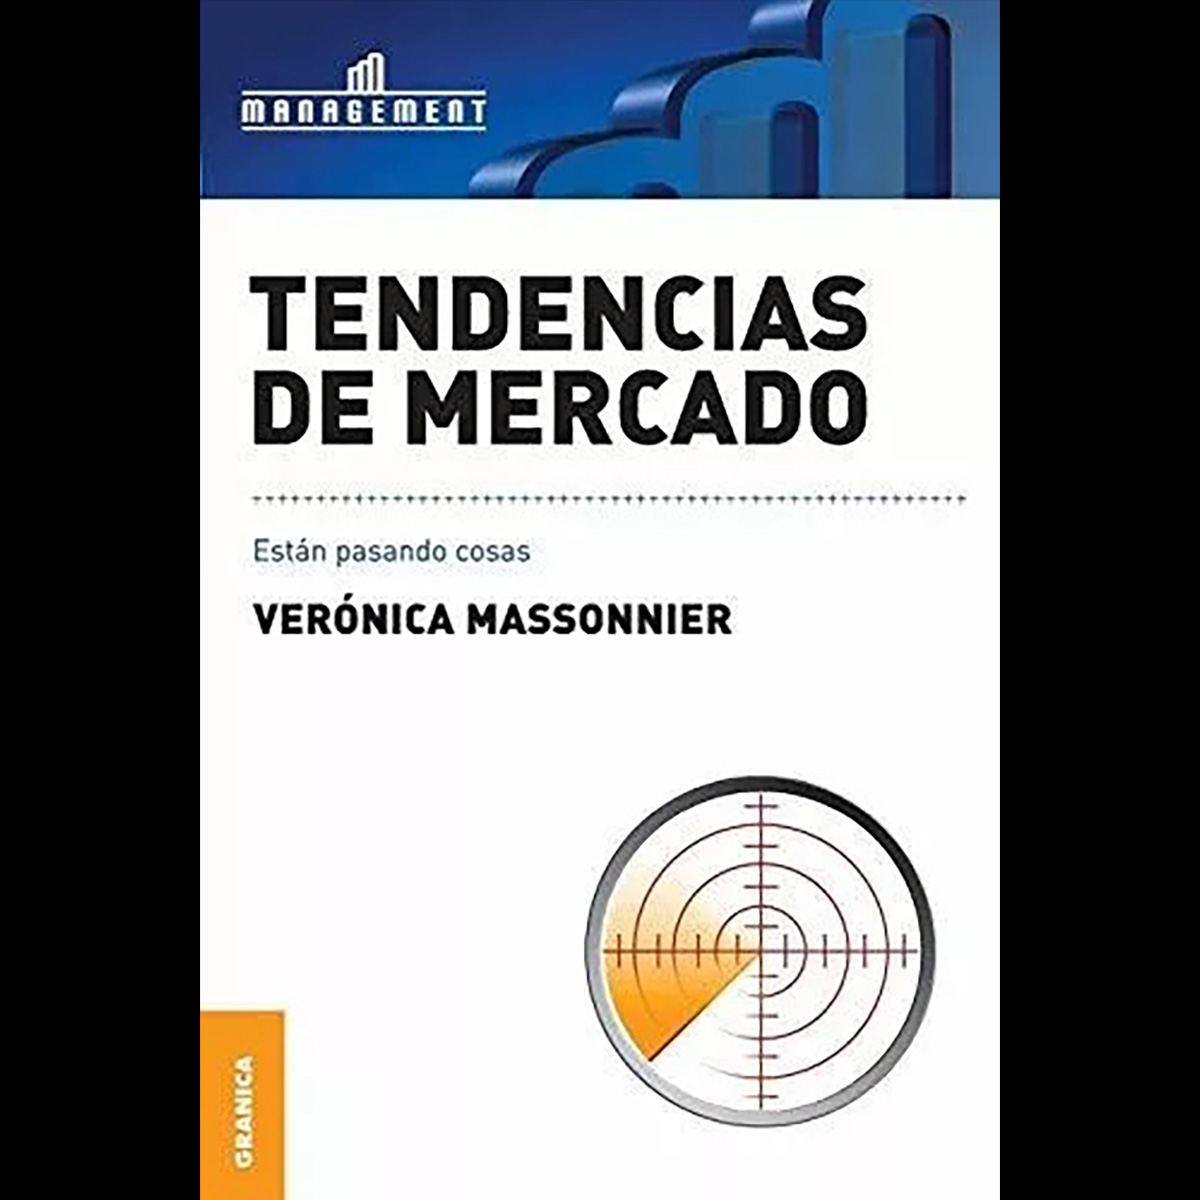 MANAGEMENT
TENDENCIAS
DE MERCADO
Están pasando cosas
VERÓNICA MASSONNIER
GRANICA